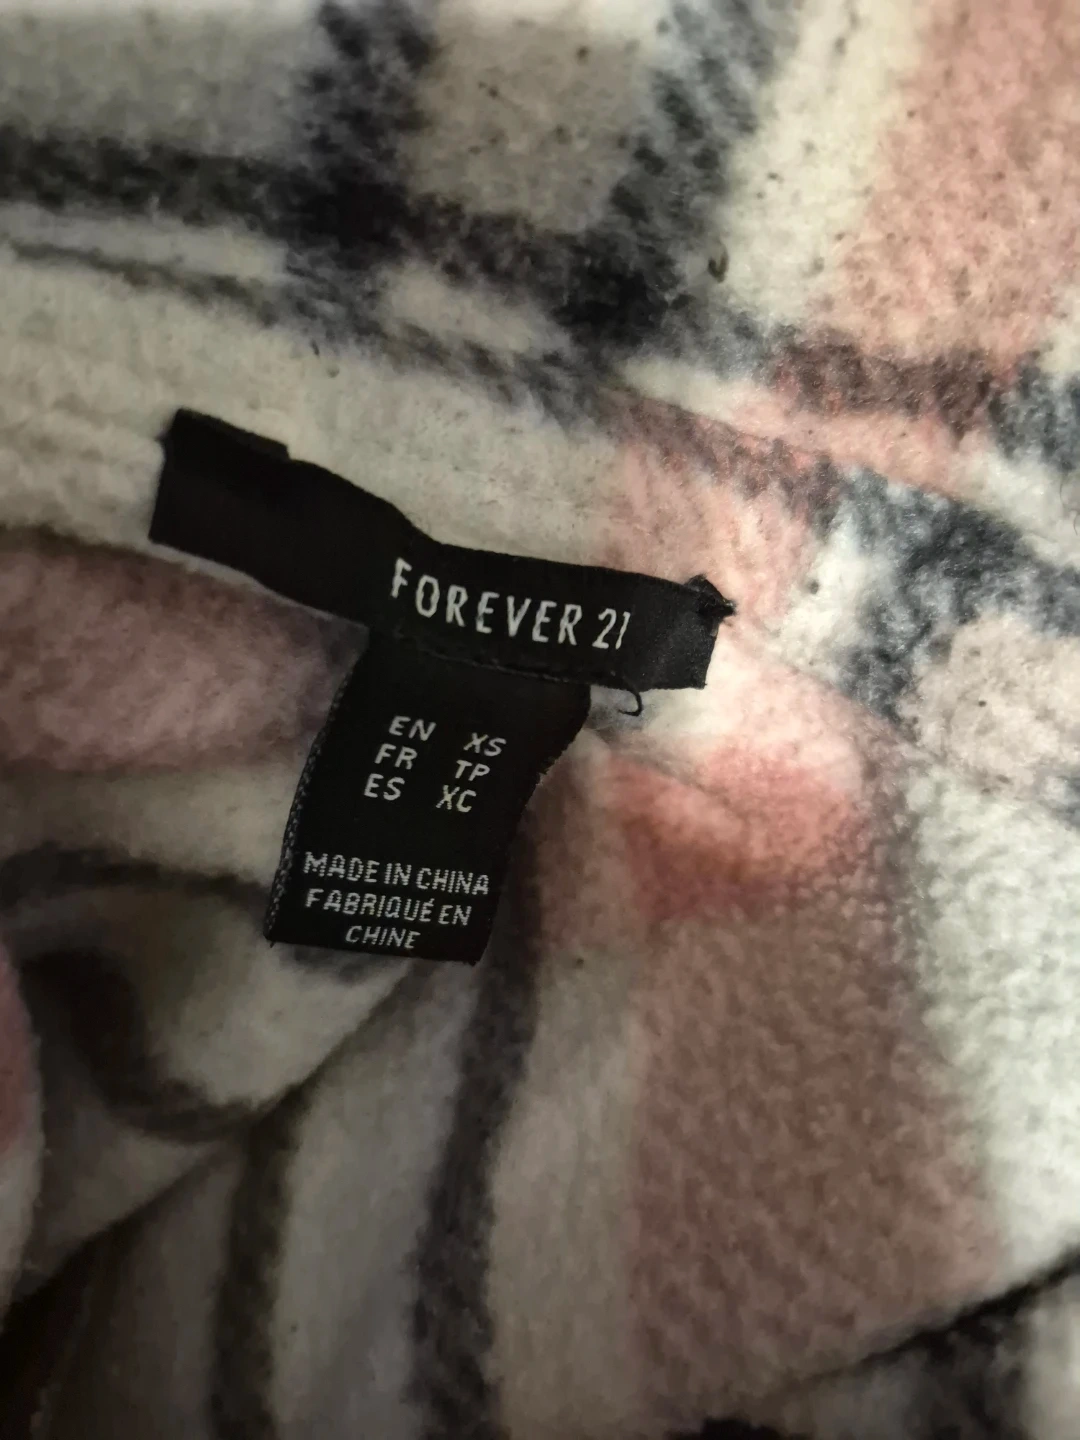 FOREVER 21
EN XS
FR TP
ES XC
MADE IN CHINA
FABRIQUÉ EN
CHINE